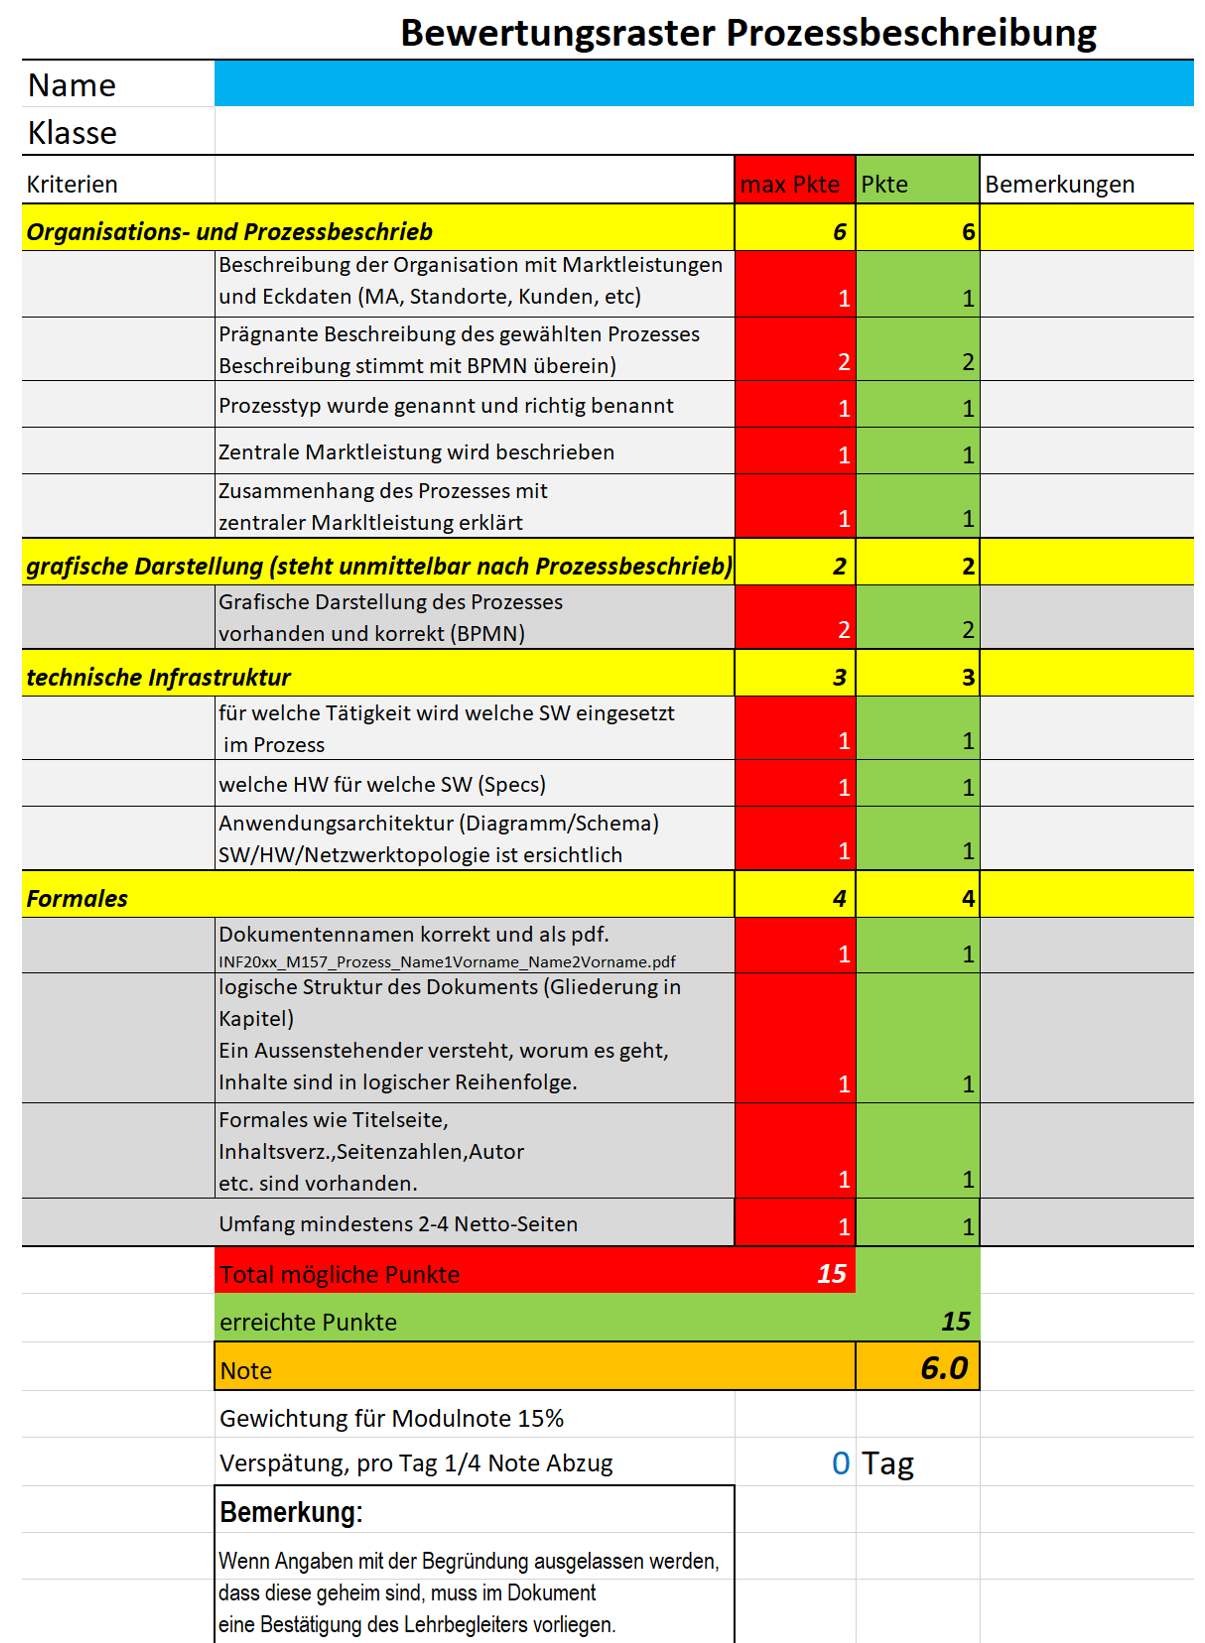 Bewertungsraster Prozessbeschreibung
Name
Klasse
Kriterien max Pkte Pkte Bemerkungen
Organisations- und Prozessbeschrieb 6 6
Beschreibung der Organisation mit Marktleistungen
und Eckdaten (MA, Standorte, Kunden, etc) 1 1
Prägnante Beschreibung des gewählten Prozesses
Beschreibung stimmt mit BPMN überein) 2 2
Prozesstyp wurde genannt und richtig benannt 1 1
Zentrale Marktleistung wird beschrieben 1 1
Zusammenhang des Prozesses mit
zentraler Markltleistung erklärt 1 1
grafische Darstellung (steht unmittelbar nach Prozessbeschrieb) 2 2
Grafische Darstellung des Prozesses
vorhanden und korrekt (BPMN) 2 2
technische Infrastruktur 3 3
für welche Tätigkeit wird welche SW eingesetzt
im Prozess 1 1
welche HW für welche SW (Specs) 1 1
Anwendungsarchitektur (Diagramm/Schema)
SW/HW/Netzwerktopologie ist ersichtlich 1 1
Formales 4 4
Dokumentennamen korrekt und als pdf. 1 1
INF20xx_M157_Prozess_Name1Vorname_Name2Vorname.pdf
logische Struktur des Dokuments (Gliederung in
Kapitel)
Ein Aussenstehender versteht, worum es geht,
Inhalte sind in logischer Reihenfolge. 1 1
Formales wie Titelseite,
Inhaltsverz.,Seitenzahlen,Autor
etc. sind vorhanden. 1 1
Umfang mindestens 2-4 Netto-Seiten 1 1
Total mögliche Punkte 15
erreichte Punkte 15
Note 6.0
Gewichtung für Modulnote 15%
Verspätung, pro Tag 1/4 Note Abzug 0 Tag
Bemerkung:
Wenn Angaben mit der Begründung ausgelassen werden,
dass diese geheim sind, muss im Dokument
eine Bestätigung des Lehrbegleiters vorliegen.